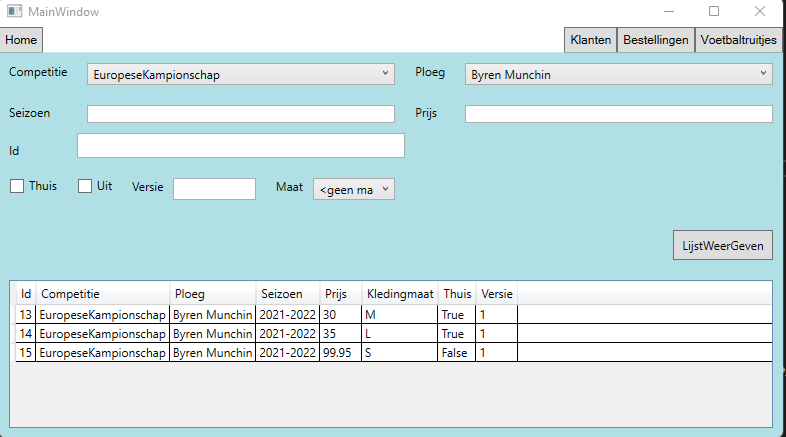 MainWindow
Home Klanten Bestellingen Voetbaltruitjes
Competitie EuropeseKampionschap Ploeg Byren Munchin
Seizoen Prijs
Id
Thuis Uit Versie Maat <geen ma
LijstWeerGeven
Id Competitie Ploeg Seizoen Prijs Kledingmaat Thuis Versie
13 EuropeseKampionschap Byren Munchin 2021-2022 30 M True 1
14 EuropeseKampionschap Byren Munchin 2021-2022 35 L True 1
15 EuropeseKampionschap Byren Munchin 2021-2022 99.95 S False 1